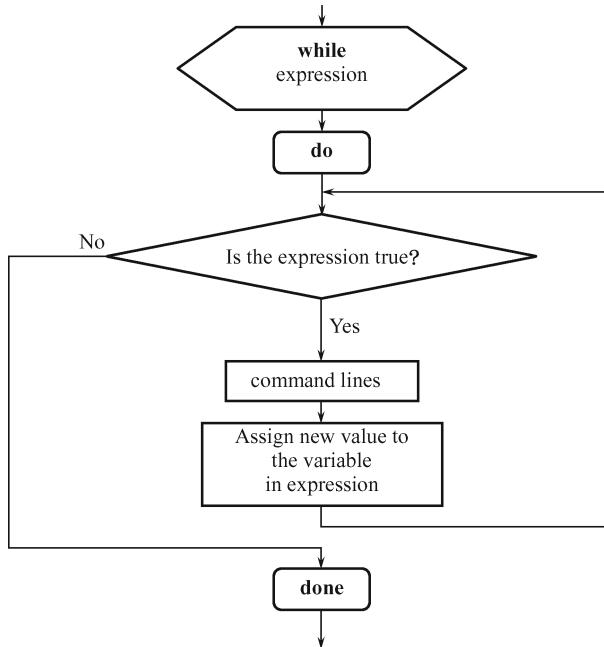 while
expression
do
No
Is the expression true?
Yes
command lines
Assign new value to
the variable
in expression
done